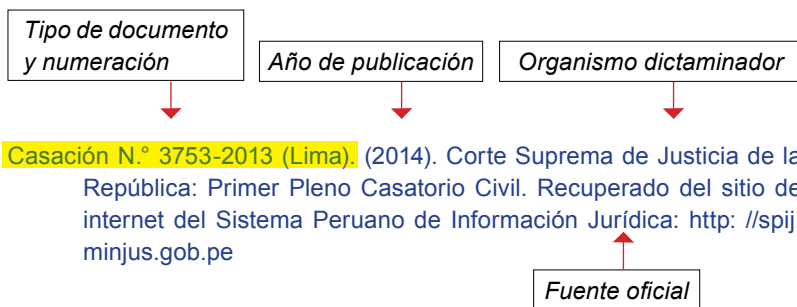 Tipo de documento
y numeración
Año de publicación
Organismo dictaminador
Casación N.° 3753-2013 (Lima). (2014). Corte Suprema de Justicia de la
República: Primer Pleno Casatorio Civil. Recuperado del sitio de
internet del Sistema Peruano de Información Jurídica: http: //spij
minjus.gob.pe
Fuente oficial